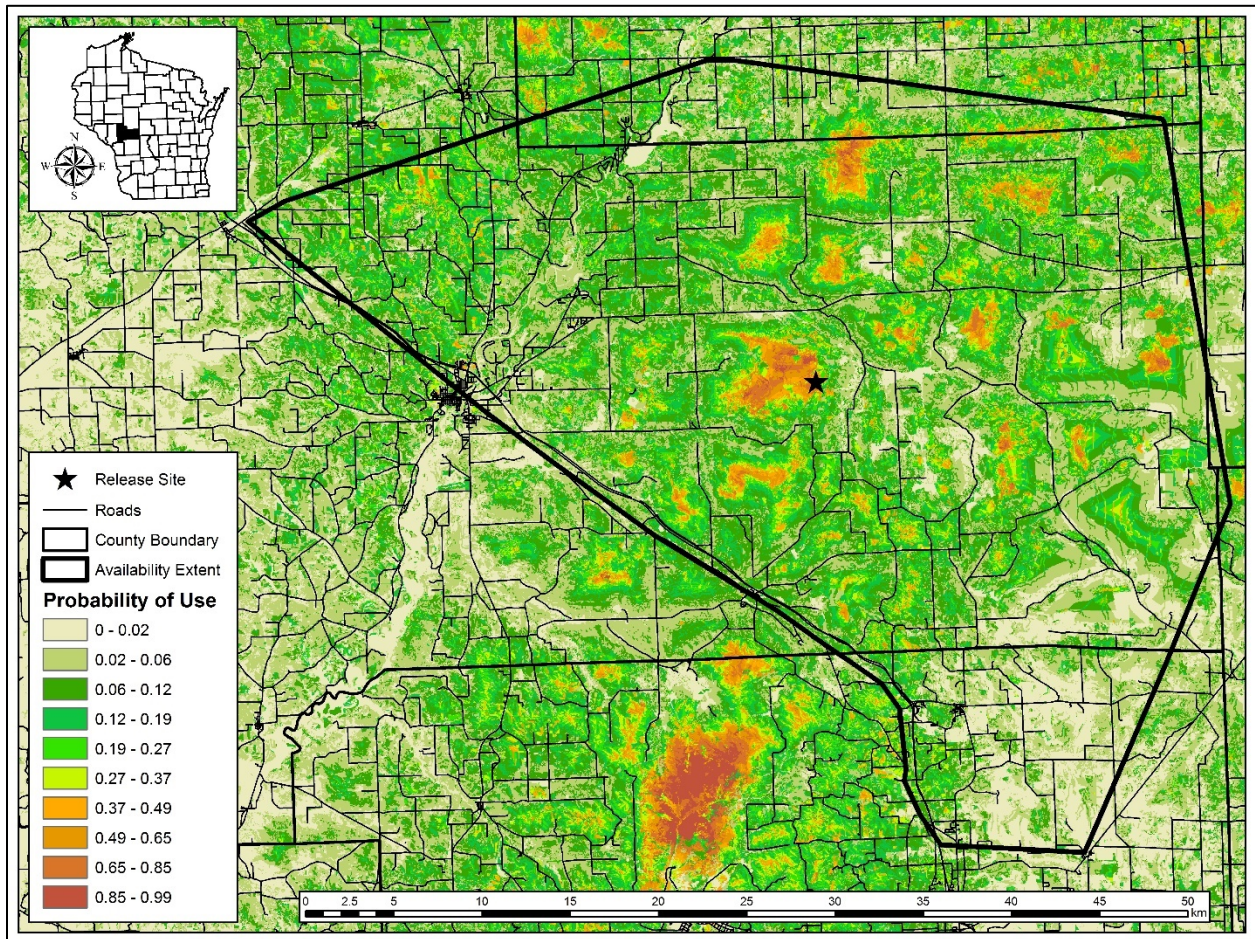 N
W E
S
Release Site
Roads
County Boundary
Availability Extent
Probability of Use
0 - 0.02
0.02 - 0.06
0.06 - 0.12
0.12 - 0.19
0.19 - 0.27
0.27 - 0.37
0.37 - 0.49
0.49 - 0.65
0.65 - 0.85
0.85 - 0.99
0 2.5 5 10 15 20 25 30 35 40 45 50
km